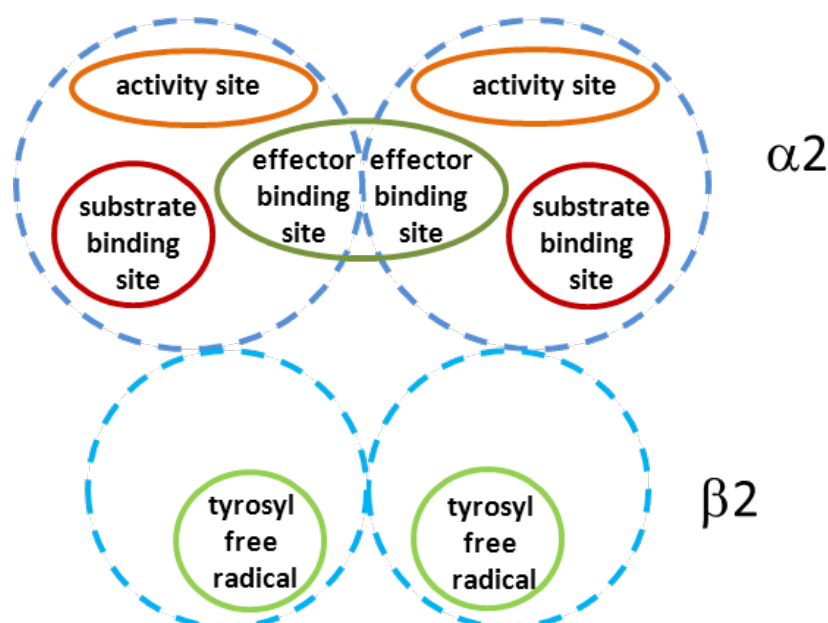 activity site
activity site
α2
effector
binding
site
effector
binding
site
substrate
binding
site
substrate
binding
site
β2
tyrosyl
free
radical
tyrosyl
free
radical